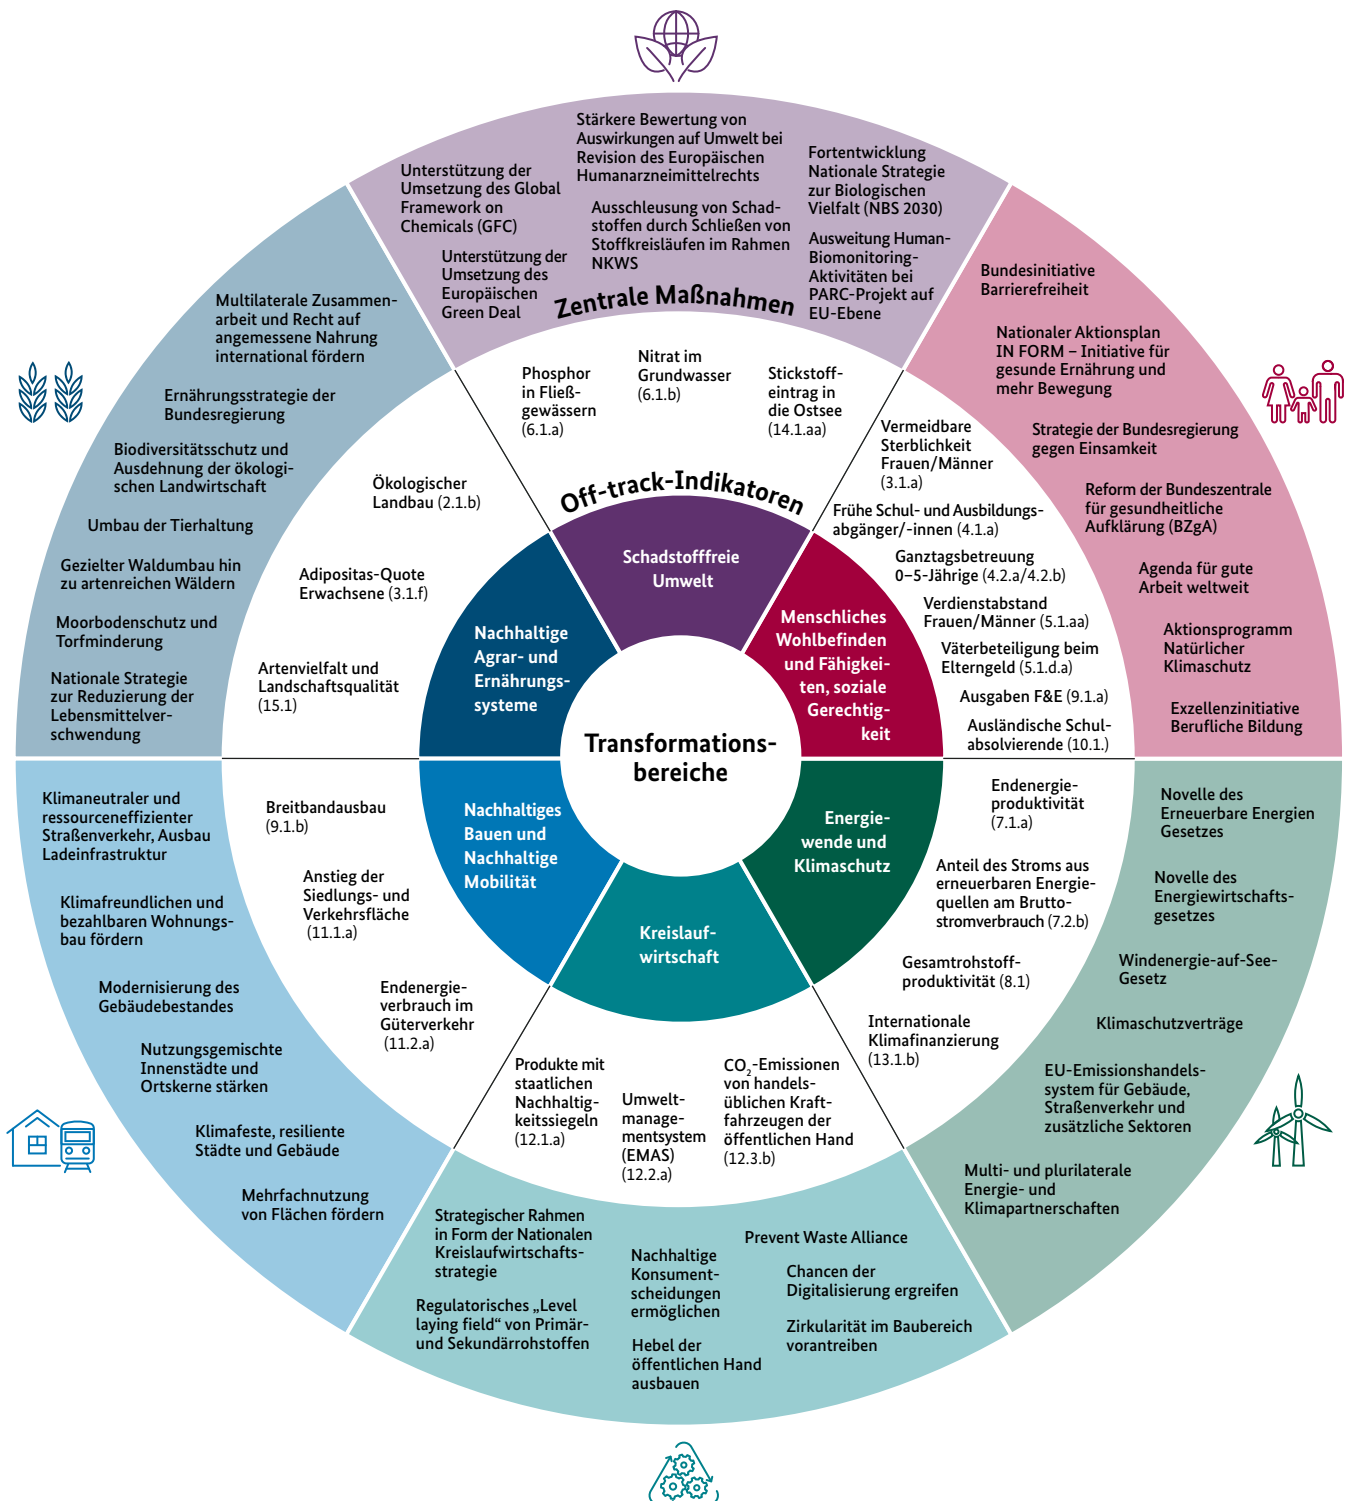 Stärkere Bewertung von
Auswirkungen auf Umwelt bei
Revision des Europäischen
Humanarzneimittelrechts
Unterstützung der
Umsetzung des Global
Framework on
Chemicals (GFC)
Ausschleusung von Schad-
stoffen durch Schließen von
Stoffkreisläufen im Rahmen
NKWS
Fortentwicklung
Nationale Strategie
zur Biologischen
Vielfalt (NBS 2030)
Unterstützung der
Umsetzung des
Europäischen
Green Deal
Ausweitung Human-
Biomonitoring-
Aktivitäten bei
PARC-Projekt auf
EU-Ebene
Zentrale Maßnahmen
Bundesinitiative
Barrierefreiheit
Nationaler Aktionsplan
IN FORM – Initiative für
gesunde Ernährung und
mehr Bewegung
Strategie der Bundesregierung
gegen Einsamkeit
Reform der Bundeszentrale
für gesundheitliche
Aufklärung (BZgA)
Agenda für gute
Arbeit weltweit
Aktionsprogramm
Natürlicher
Klimaschutz
Exzellenzinitiative
Berufliche Bildung
Multilaterale Zusammen-
arbeit und Recht auf
angemessene Nahrung
international fördern
Ernährungsstrategie der
Bundesregierung
Biodiversitätsschutz und
Ausdehnung der ökologi-
schen Landwirtschaft
Umbau der Tierhaltung
Gezielter Waldumbau hin
zu artenreichen Wäldern
Moorbodenschutz und
Torfminderung
Nationale Strategie
zur Reduzierung der
Lebensmittelver-
schwendung
Phosphor
in Fließ-
gewässern
(6.1.a)
Nitrat im
Grundwasser
(6.1.b)
Stickstoff-
eintrag in
die Ostsee
(14.1.aa)
Off-track-Indikatoren
Ökologischer
Landbau (2.1.b)
Adipositas-Quote
Erwachsene (3.1.f)
Artenvielfalt und
Landschaftsqualität
(15.1)
Vermeidbare
Sterblichkeit
Frauen/Männer
(3.1.a)
Frühe Schul- und Ausbildungs-
abgänger/-innen (4.1.a)
Ganztagsbetreuung
0–5-Jährige (4.2.a/4.2.b)
Verdienstabstand
Frauen/Männer (5.1.aa)
Väterbeteiligung beim
Elterngeld (5.1.d.a)
Ausgaben F&E (9.1.a)
Ausländische Schul-
absolvierende (10.1.)
Schadstofffreie
Umwelt
Nachhaltige
Agrar- und
Ernährungs-
systeme
Menschliches
Wohlbefinden
und Fähigkei-
ten, soziale
Gerechtig-
keit
Transformations-
bereiche
Nachhaltiges
Bauen und
Nachhaltige
Mobilität
Energie-
wende und
Klimaschutz
Kreislauf-
wirtschaft
Breitbandausbau
(9.1.b)
Anstieg der
Siedlungs- und
Verkehrsfläche
(11.1.a)
Endenergie-
verbrauch im
Güterverkehr
(11.2.a)
Endenergie-
produktivität
(7.1.a)
Anteil des Stroms aus
erneuerbaren Energie-
quellen am Brutto-
stromverbrauch (7.2.b)
Gesamtrohstoff-
produktivität (8.1)
Internationale
Klimafinanzierung
(13.1.b)
Produkte mit
staatlichen
Nachhaltig-
keitssiegeln
(12.1.a)
Umwelt-
manage-
mentsystem
(EMAS)
(12.2.a)
CO₂-Emissionen
von handels-
üblichen Kraft-
fahrzeugen der
öffentlichen Hand
(12.3.b)
Klimaneutraler und
ressourceneffizienter
Straßenverkehr, Ausbau
Ladeinfrastruktur
Klimafreundlichen und
bezahlbaren Wohnungs-
bau fördern
Modernisierung des
Gebäudebestandes
Nutzungsgemischte
Innenstädte und
Ortskerne stärken
Klimafeste, resiliente
Städte und Gebäude
Mehrfachnutzung
von Flächen fördern
Novelle des
Erneuerbare Energien
Gesetzes
Novelle des
Energiewirtschafts-
gesetzes
Windenergie-auf-See-
Gesetz
Klimaschutzverträge
EU-Emissionshandels-
system für Gebäude,
Straßenverkehr und
zusätzliche Sektoren
Multi- und plurilaterale
Energie- und
Klimapartnerschaften
Strategischer Rahmen
in Form der Nationalen
Kreislaufwirtschafts-
strategie
Regulatorisches „Level
laying field“ von Primär-
und Sekundärrohstoffen
Nachhaltige
Konsument-
scheidungen
ermöglichen
Hebel der
öffentlichen Hand
ausbauen
Prevent Waste Alliance
Chancen der
Digitalisierung ergreifen
Zirkularität im Baubereich
vorantreiben